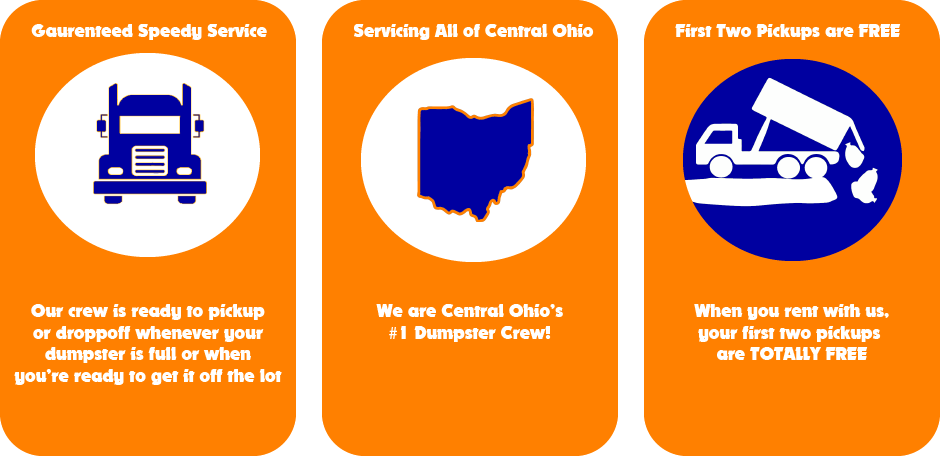 Gaurenteed Speedy Service
Our crew is ready to pickup
or droppoff whenever your
dumpster is full or when
you're ready to get it off the lot
Servicing All of Central Ohio
We are Central Ohio's
#1 Dumpster Crew!
First Two Pickups are FREE
When you rent with us,
your first two pickups
are TOTALLY FREE